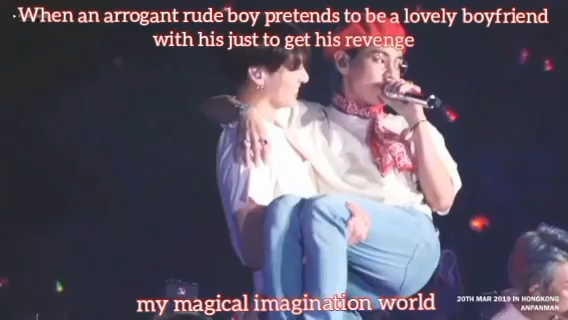 When an arrogant rude boy pretends to be a lovely boyfriend
with his just to get his revenge
my magical imagination world
20TH MAR 2019 IN HONGKONG
ANPANMAN